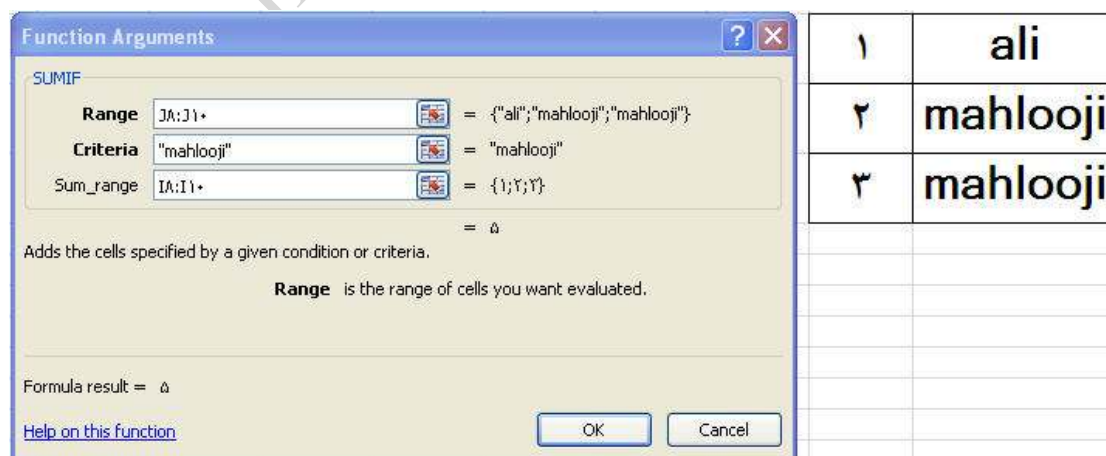 Function Arguments
SUMIF
Range J۸:J۱۰ = {"ali";"mahlooji";"mahlooji"}
Criteria "mahlooji" = "mahlooji"
Sum_range I۸:I۱۰ = {۱;۲;۳}
= ۵
Adds the cells specified by a given condition or criteria.
Range is the range of cells you want evaluated.
Formula result = ۵
Help on this function
OK Cancel
۱ ali
۲ mahlooji
۳ mahlooji